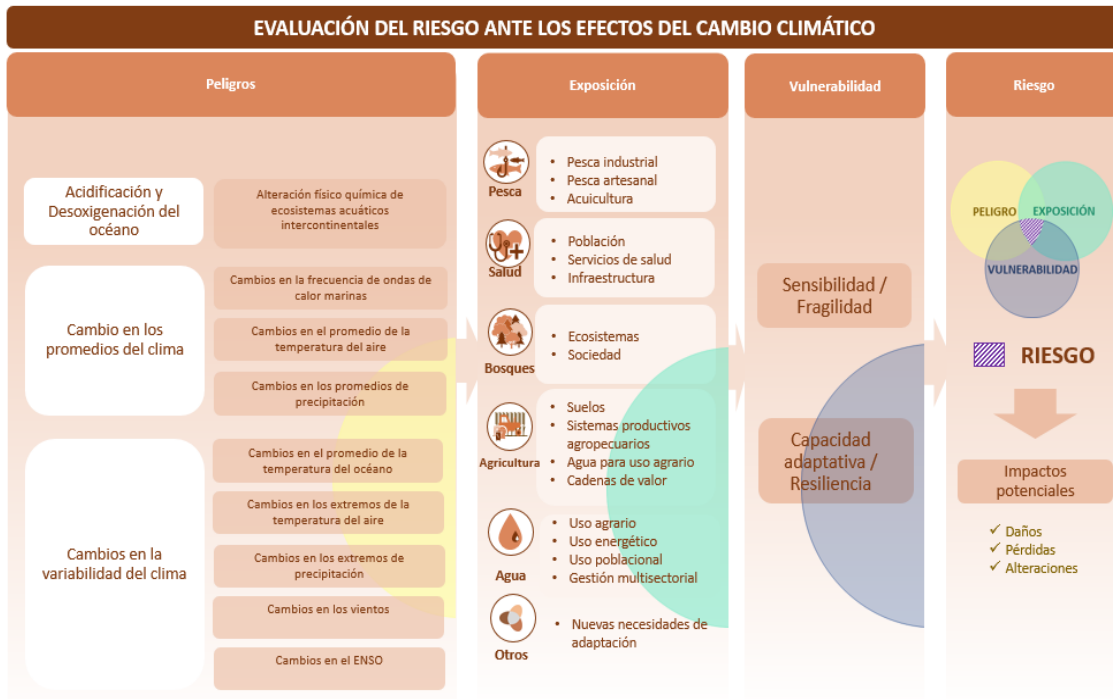 EVALUACIÓN DEL RIESGO ANTE LOS EFECTOS DEL CAMBIO CLIMÁTICO
Peligros
Acidificación y
Desoxigenación del
océano
Alteración físico química de
ecosistemas acuáticos
intercontinentales
Cambio en los
promedios del clima
Cambios en la frecuencia de ondas de
calor marinas
Cambios en el promedio de la
temperatura del aire
Cambios en los promedios de
precipitación
Cambios en la
variabilidad del clima
Cambios en el promedio de la
temperatura del océano
Cambios en los extremos de la
temperatura del aire
Cambios en los extremos de
precipitación
Cambios en los vientos
Cambios en el ENSO
Exposición
Pesca
• Pesca industrial
• Pesca artesanal
• Acuicultura
Salud
• Población
• Servicios de salud
• Infraestructura
Bosques
• Ecosistemas
• Sociedad
Agricultura
• Suelos
• Sistemas productivos
agropecuarios
• Agua para uso agrario
• Cadenas de valor
Agua
• Uso agrario
• Uso energético
• Uso poblacional
• Gestión multisectorial
Otros
• Nuevas necesidades de
adaptación
Vulnerabilidad
Sensibilidad /
Fragilidad
Capacidad
adaptativa /
Resiliencia
Riesgo
PELIGRO
EXPOSICIÓN
VULNERABILIDAD
RIESGO
Impactos
potenciales
✓ Daños
✓ Pérdidas
✓ Alteraciones